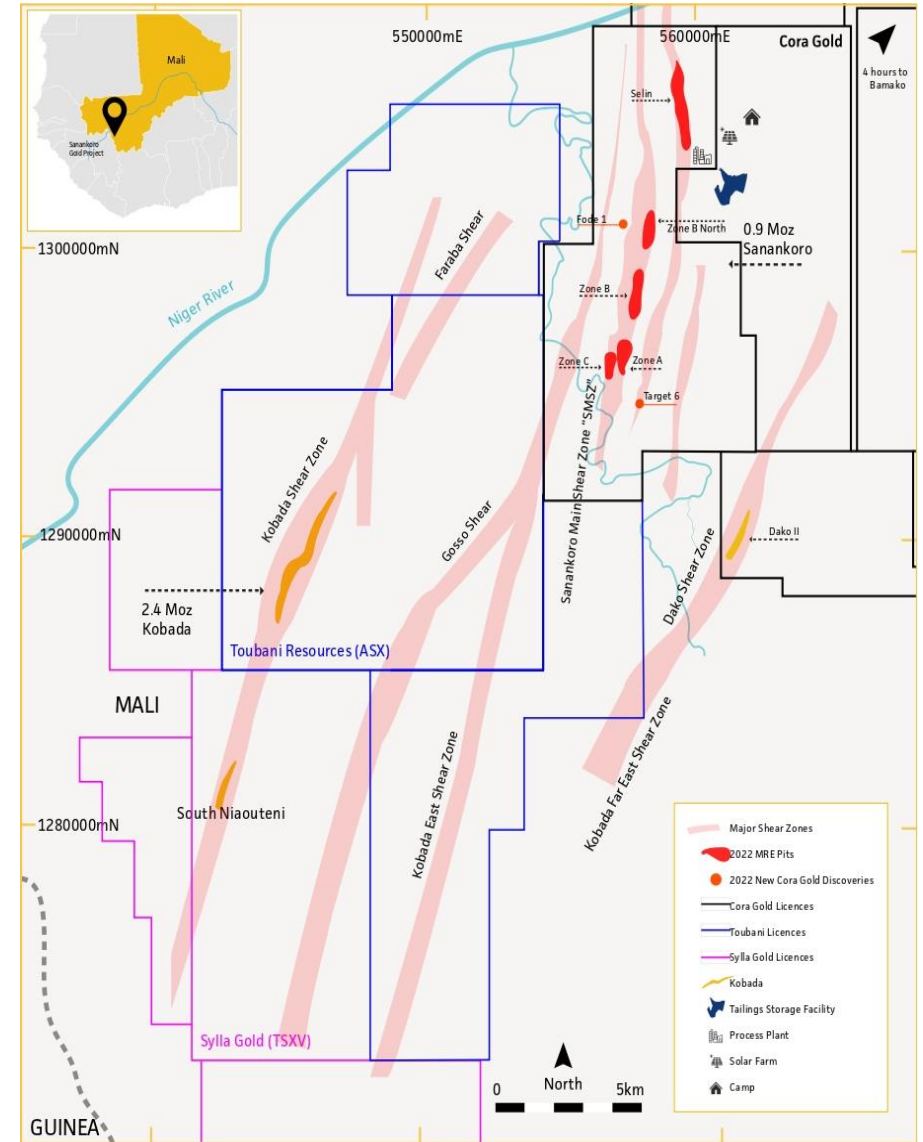 Mali
Sanankoro
Gold Project
550000mE
560000mE
Cora Gold
4 hours to
Bamako
Selin
Fode 1
Zone B North
0.9 Moz
Sanankoro
1300000mN
Faraba Shear
Niger River
Zone B
Zone C
Zone A
Target 6
Sanankoro Main Shear Zone "SMSZ"
Kobada Shear Zone
Gosso Shear
1290000mN
Dako II
Dako Shear Zone
2.4 Moz
Kobada
Toubani Resources (ASX)
MALI
Kobada East Shear Zone
Kobada Far East Shear Zone
South Niaouteni
1280000mN
Major Shear Zones
2022 MRE Pits
2022 New Cora Gold Discoveries
Cora Gold Licences
Toubani Licences
Sylla Gold Licences
Kobada
Tailings Storage Facility
Process Plant
Solar Farm
Camp
Sylla Gold (TSXV)
North
0
5km
GUINEA